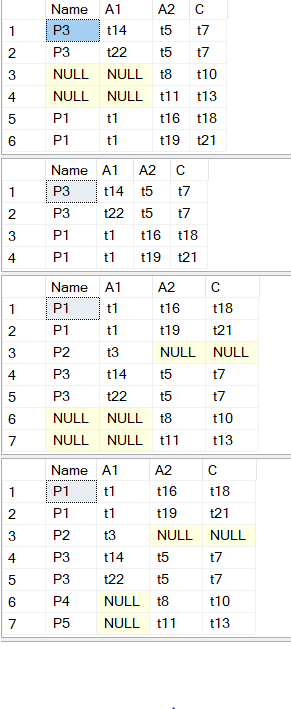 Name A1 A2 C
1 P3 t14 t5 t7
2 P3 t22 t5 t7
3 NULL NULL t8 t10
4 NULL NULL t11 t13
5 P1 t1 t16 t18
6 P1 t1 t19 t21
Name A1 A2 C
1 P3 t14 t5 t7
2 P3 t22 t5 t7
3 P1 t1 t16 t18
4 P1 t1 t19 t21
Name A1 A2 C
1 P1 t1 t16 t18
2 P1 t1 t19 t21
3 P2 t3 NULL NULL
4 P3 t14 t5 t7
5 P3 t22 t5 t7
6 NULL NULL t8 t10
7 NULL NULL t11 t13
Name A1 A2 C
1 P1 t1 t16 t18
2 P1 t1 t19 t21
3 P2 t3 NULL NULL
4 P3 t14 t5 t7
5 P3 t22 t5 t7
6 P4 NULL t8 t10
7 P5 NULL t11 t13